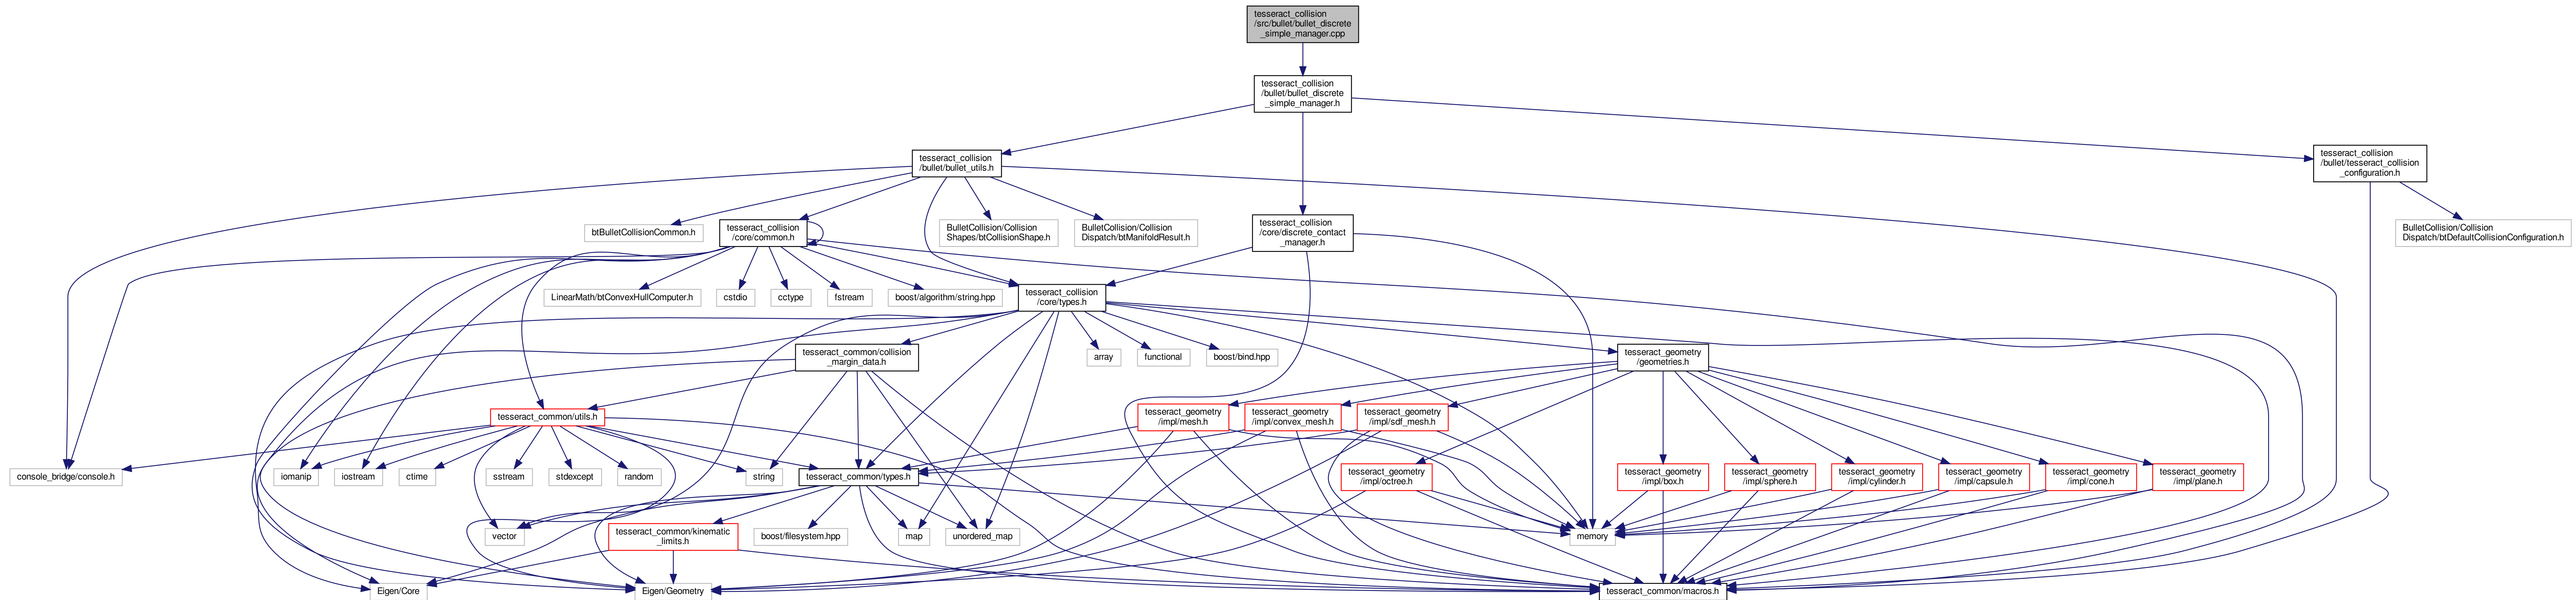 tesseract_collision
/src/bullet/bullet_discrete
_simple_manager.cpp
tesseract_collision
/bullet/bullet_discrete
_simple_manager.h
tesseract_collision
/bullet/bullet_utils.h
tesseract_collision
/bullet/tesseract_collision
_configuration.h
btBulletCollisionCommon.h
tesseract_collision
/core/common.h
BulletCollision/Collision
Shapes/btCollisionShape.h
BulletCollision/Collision
Dispatch/btManifoldResult.h
tesseract_collision
/core/discrete_contact
_manager.h
BulletCollision/Collision
Dispatch/btDefaultCollisionConfiguration.h
LinearMath/btConvexHullComputer.h
cstdio
cctype
fstream
boost/algorithm/string.hpp
tesseract_collision
/core/types.h
tesseract_common/collision
_margin_data.h
array
functional
boost/bind.hpp
tesseract_geometry
/geometries.h
tesseract_common/utils.h
tesseract_geometry
/impl/mesh.h
tesseract_geometry
/impl/convex_mesh.h
tesseract_geometry
/impl/sdf_mesh.h
console_bridge/console.h
iomanip
iostream
ctime
sstream
stdexcept
random
string
tesseract_common/types.h
tesseract_geometry
/impl/octree.h
tesseract_geometry
/impl/box.h
tesseract_geometry
/impl/sphere.h
tesseract_geometry
/impl/cylinder.h
tesseract_geometry
/impl/capsule.h
tesseract_geometry
/impl/cone.h
tesseract_geometry
/impl/plane.h
vector
tesseract_common/kinematic
_limits.h
boost/filesystem.hpp
map
unordered_map
memory
Eigen/Core
Eigen/Geometry
tesseract_common/macros.h